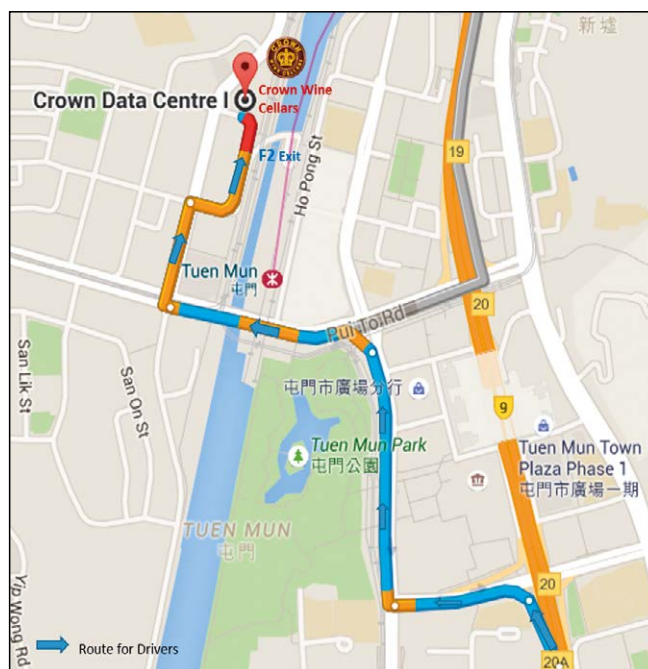 新墟
CROWN
WINE CELLARS
Crown Data Centre I
Crown Wine
Cellars
F2 Exit
Ho Pong St
19
Tuen Mun
屯門
20
Pui To Rd
San Lik St
San On St
屯門市廣場分行
9
Tuen Mun Park
屯門公園
Tuen Mun Town
Plaza Phase 1
屯門市廣場一期
TUEN MUN
屯門
Yip Wong Rd
20
Route for Drivers
20A